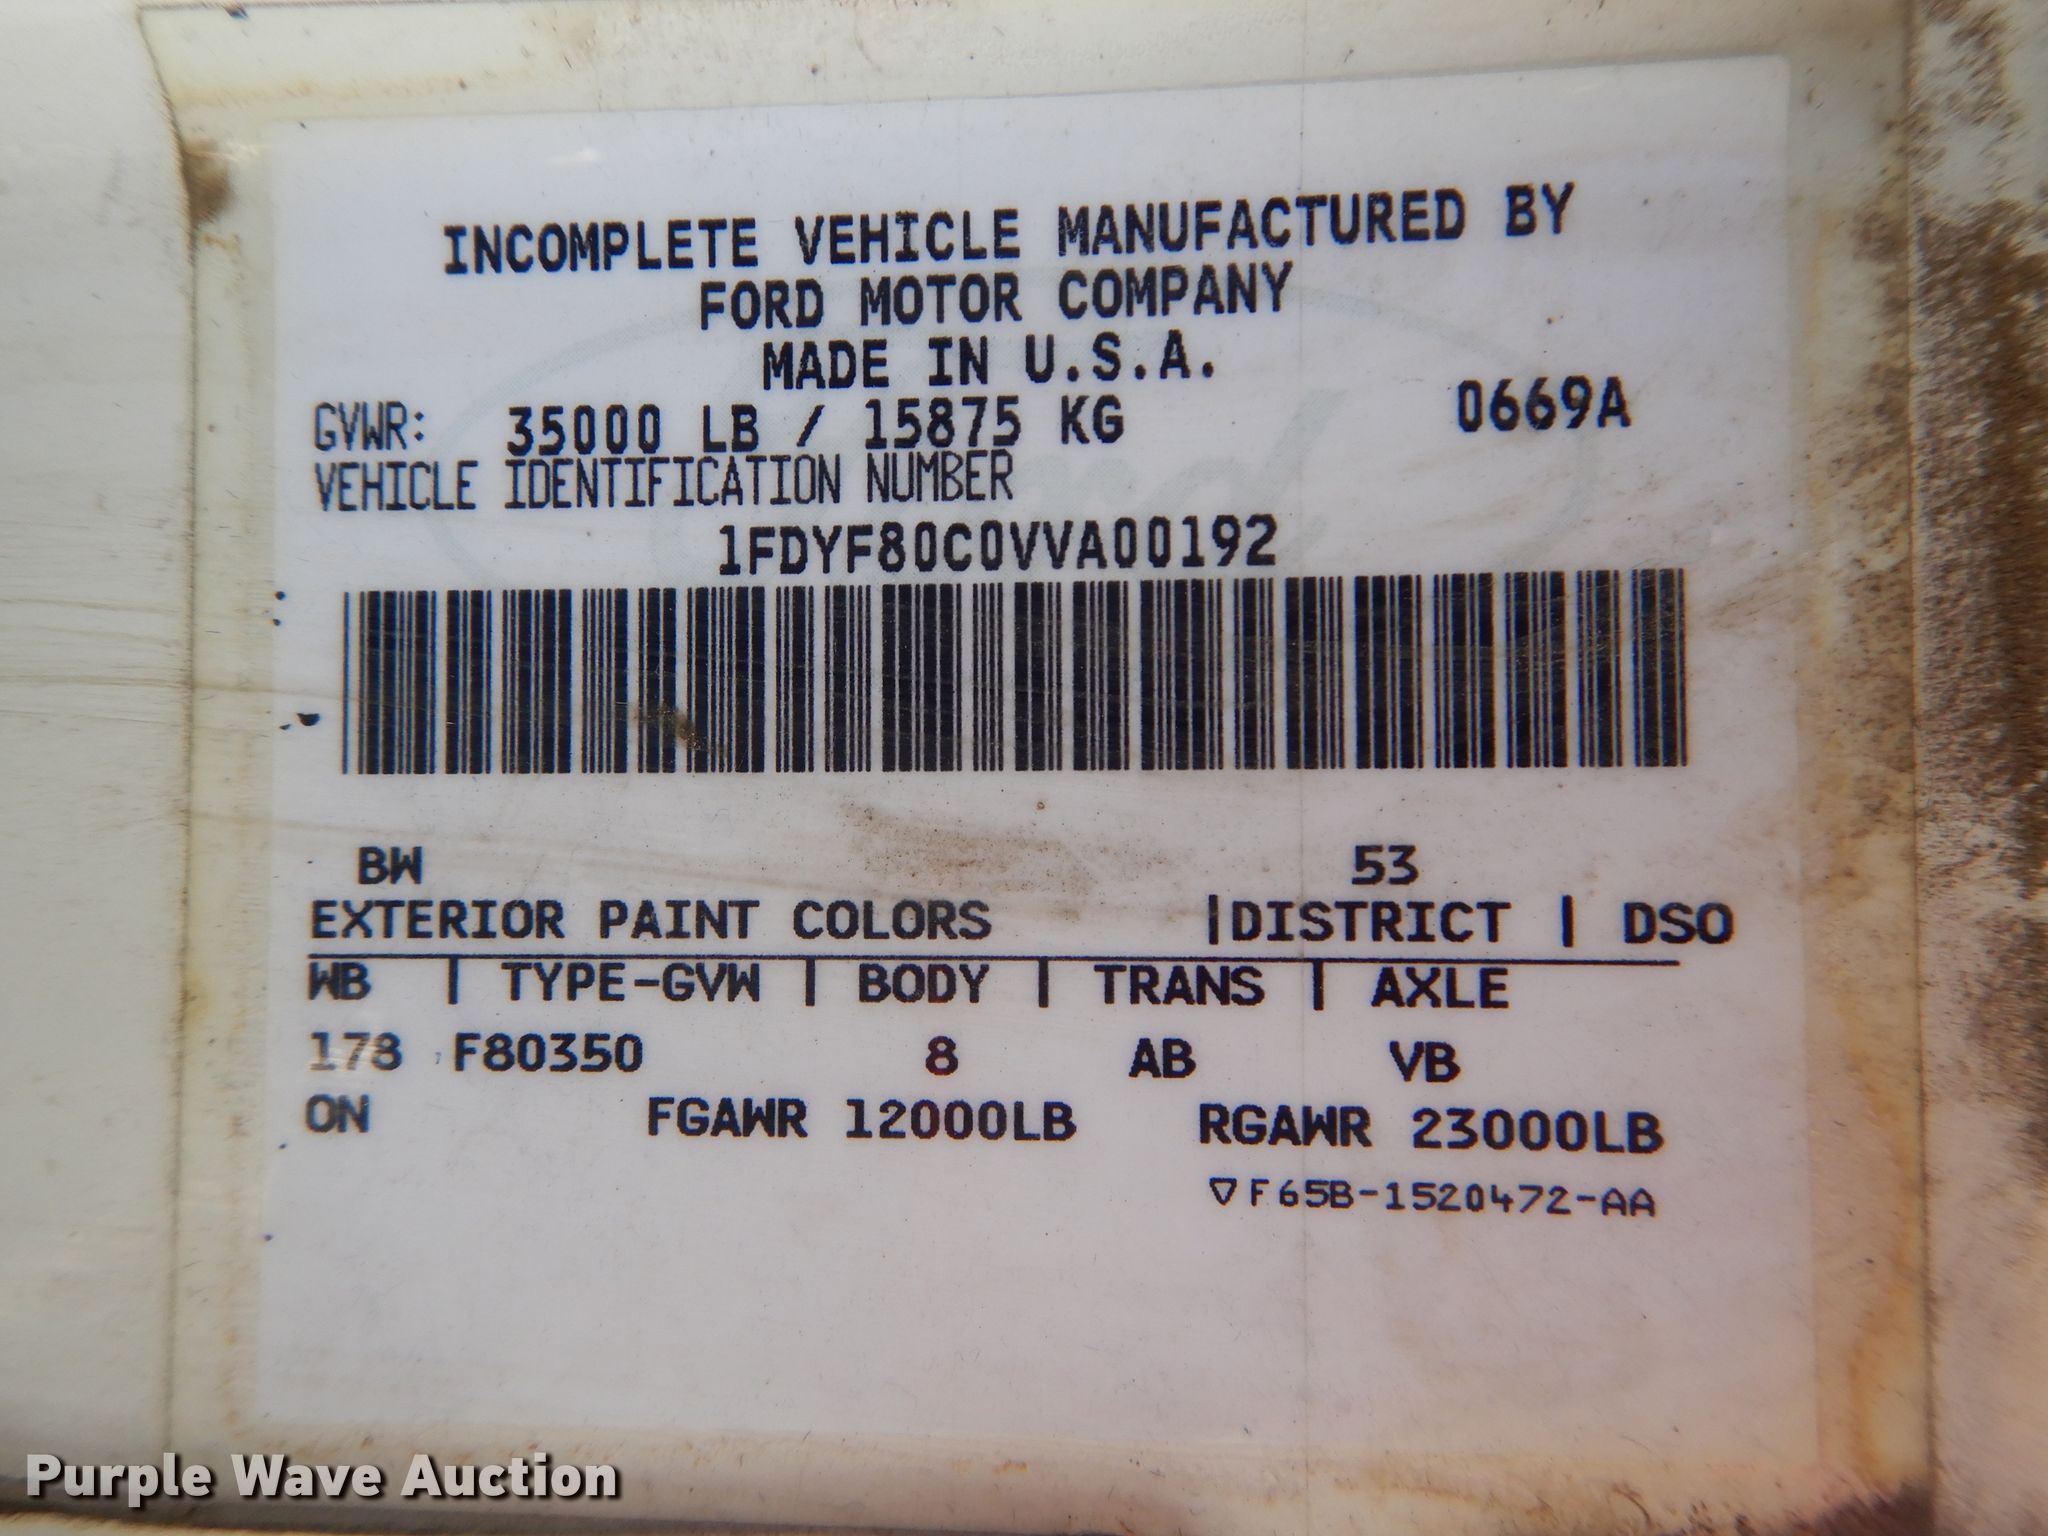 INCOMPLETE VEHICLE MANUFACTURED BY
FORD MOTOR COMPANY
MADE IN U.S.A.
GVWR: 35000 LB / 15875 KG 0669A
VEHICLE IDENTIFICATION NUMBER
1FDYF80C0VVA00192
BW 53
EXTERIOR PAINT COLORS |DISTRICT | DSO
WB | TYPE-GVW | BODY | TRANS | AXLE
178 F80350 8 AB VB
ON FGAWR 12000LB RGAWR 23000LB
▽F65B-1520472-AA
Purple Wave Auction